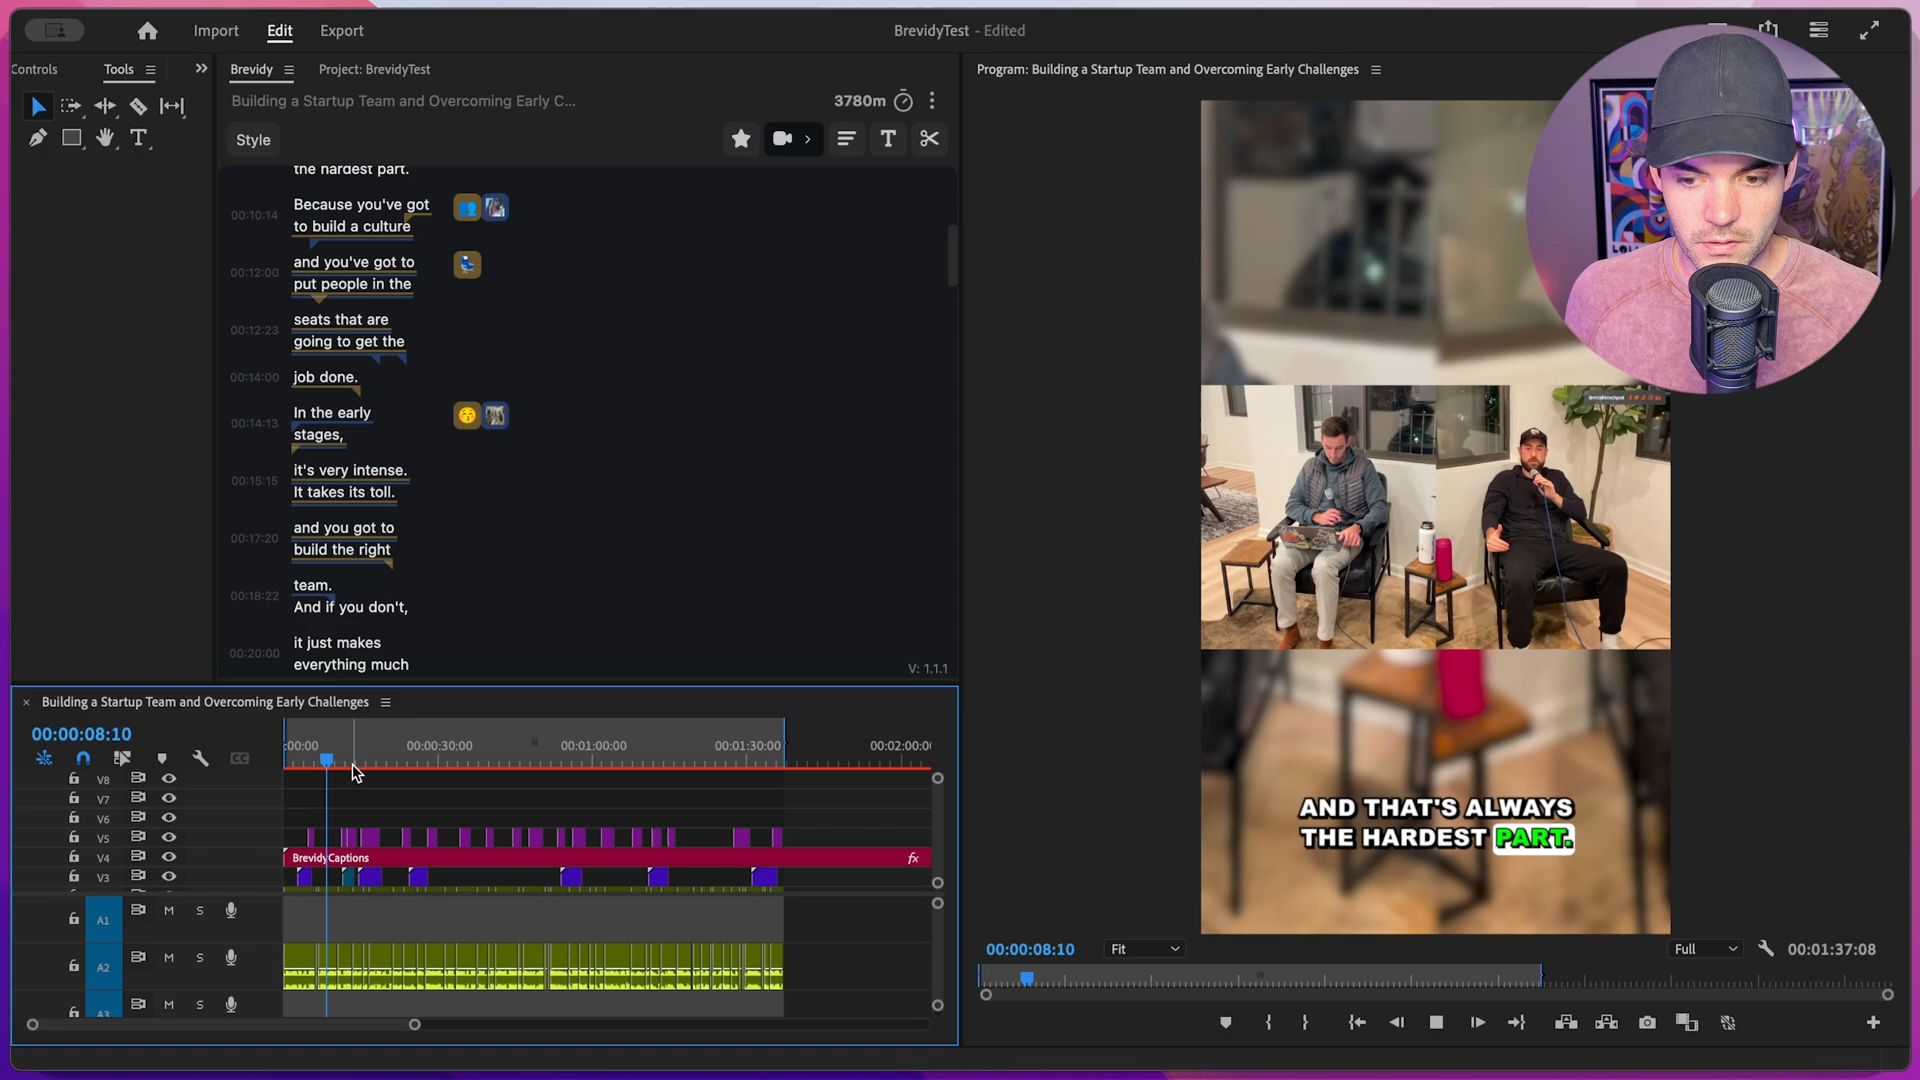 Import
Edit
Export
BrevidyTest - Edited
Controls
Tools
Brevidy
Project: BrevidyTest
Program: Building a Startup Team and Overcoming Early Challenges
Building a Startup Team and Overcoming Early C...
3780m
Style
the hardest part.
00:10:14
Because you've got
to build a culture
00:12:00
and you've got to
put people in the
00:12:23
seats that are
going to get the
00:14:00
job done.
00:14:13
In the early
stages,
00:15:15
it's very intense.
It takes its toll.
00:17:20
and you got to
build the right
00:18:22
team.
And if you don't,
00:20:00
it just makes
everything much
V: 1.1.1
Building a Startup Team and Overcoming Early Challenges
00:00:08:10
:00:00
00:00:30:00
00:01:00:00
00:01:30:00
00:02:00:0
V8
V7
V6
V5
V4
BrevidyCaptions
fx
V3
A1
M
S
A2
M
S
A3
M
S
AND THAT'S ALWAYS
THE HARDEST PART.
00:00:08:10
Fit
Full
00:01:37:08